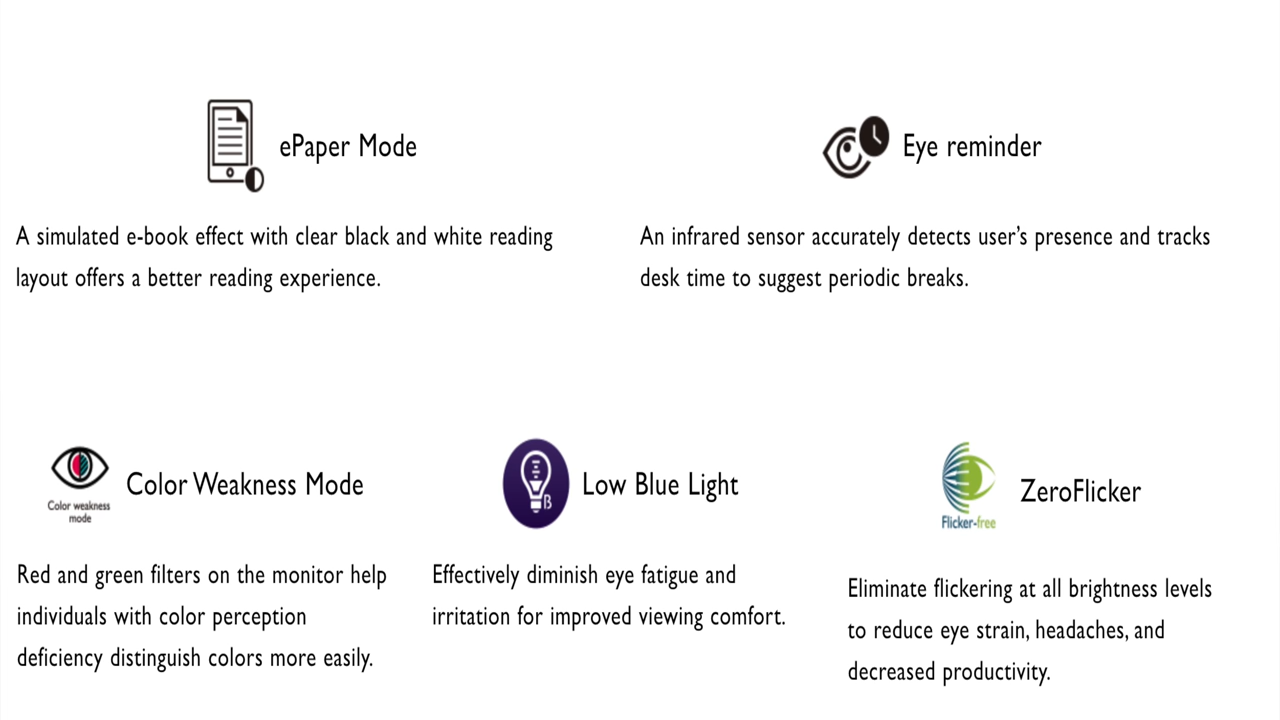 ePaper Mode
A simulated e-book effect with clear black and white reading
layout offers a better reading experience.
Eye reminder
An infrared sensor accurately detects user’s presence and tracks
desk time to suggest periodic breaks.
Color weakness
mode
Color Weakness Mode
Red and green filters on the monitor help
individuals with color perception
deficiency distinguish colors more easily.
B
Low Blue Light
Effectively diminish eye fatigue and
irritation for improved viewing comfort.
Flicker-free
ZeroFlicker
Eliminate flickering at all brightness levels
to reduce eye strain, headaches, and
decreased productivity.